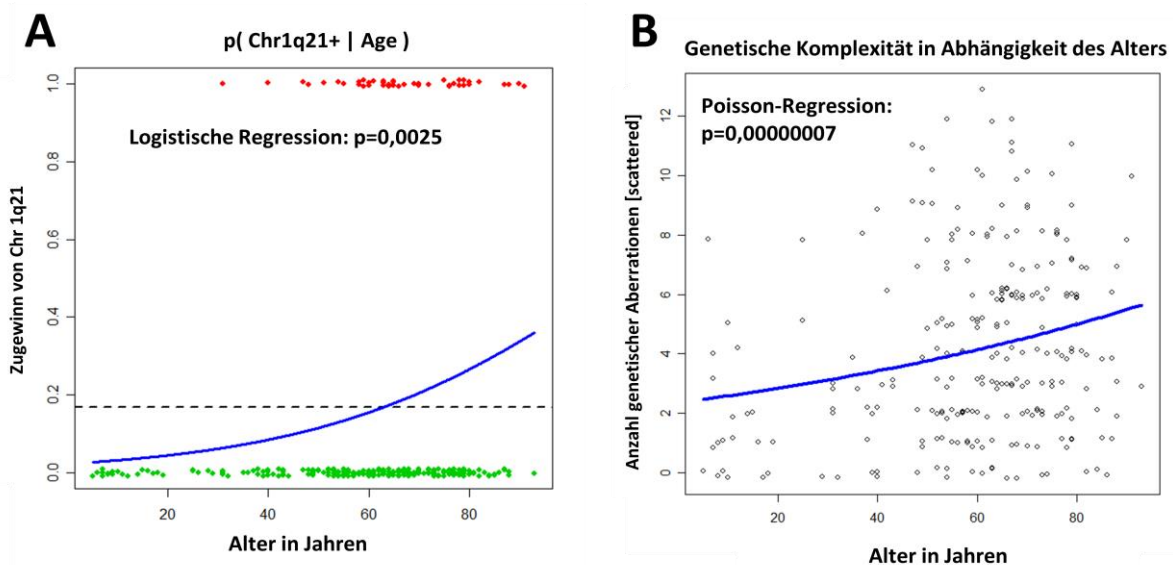 A
p( Chr1q21+ | Age )
Logistische Regression: p=0,0025
Zugewinn von Chr 1q21
1.0
0.8
0.6
0.4
0.2
0.0
20 40 60 80
Alter in Jahren
B
Genetische Komplexität in Abhängigkeit des Alters
Poisson-Regression:
p=0,00000007
Anzahl genetischer Aberrationen [scattered]
12
10
8
6
4
2
0
20 40 60 80
Alter in Jahren